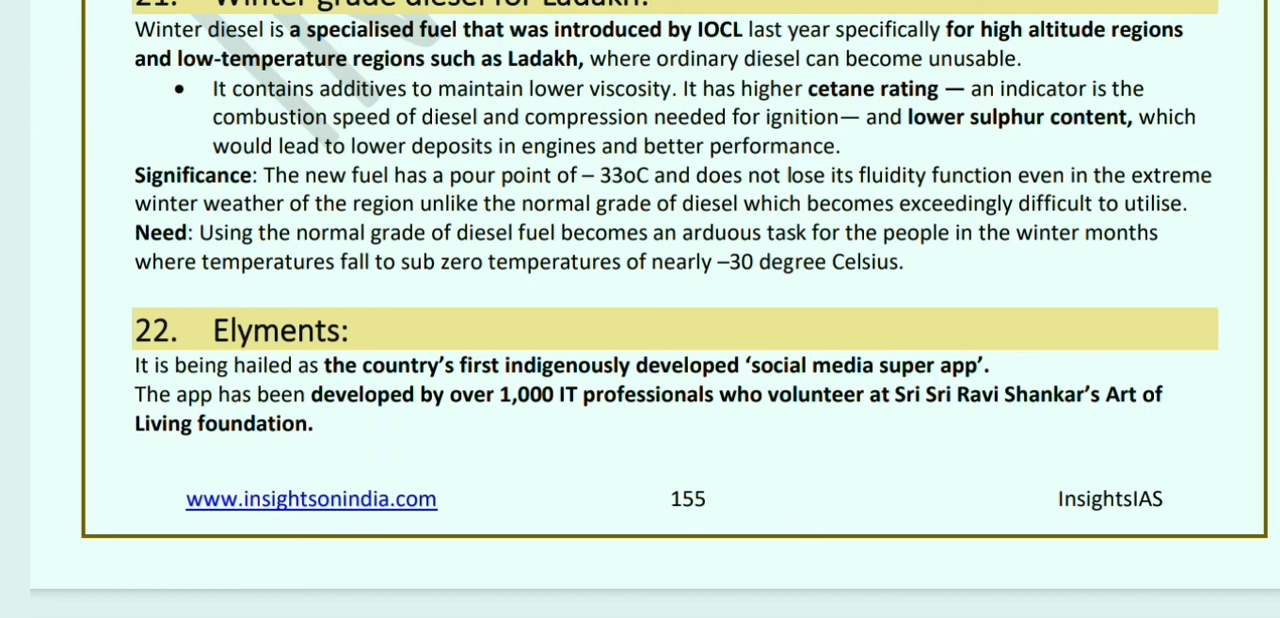 21. Winter grade diesel for Ladakh:
Winter diesel is a specialised fuel that was introduced by IOCL last year specifically for high altitude regions
and low-temperature regions such as Ladakh, where ordinary diesel can become unusable.
• It contains additives to maintain lower viscosity. It has higher cetane rating — an indicator is the
combustion speed of diesel and compression needed for ignition— and lower sulphur content, which
would lead to lower deposits in engines and better performance.
Significance: The new fuel has a pour point of – 33oC and does not lose its fluidity function even in the extreme
winter weather of the region unlike the normal grade of diesel which becomes exceedingly difficult to utilise.
Need: Using the normal grade of diesel fuel becomes an arduous task for the people in the winter months
where temperatures fall to sub zero temperatures of nearly –30 degree Celsius.
22. Elyments:
It is being hailed as the country’s first indigenously developed ‘social media super app’.
The app has been developed by over 1,000 IT professionals who volunteer at Sri Sri Ravi Shankar’s Art of
Living foundation.
www.insightsonindia.com 155 InsightsIAS